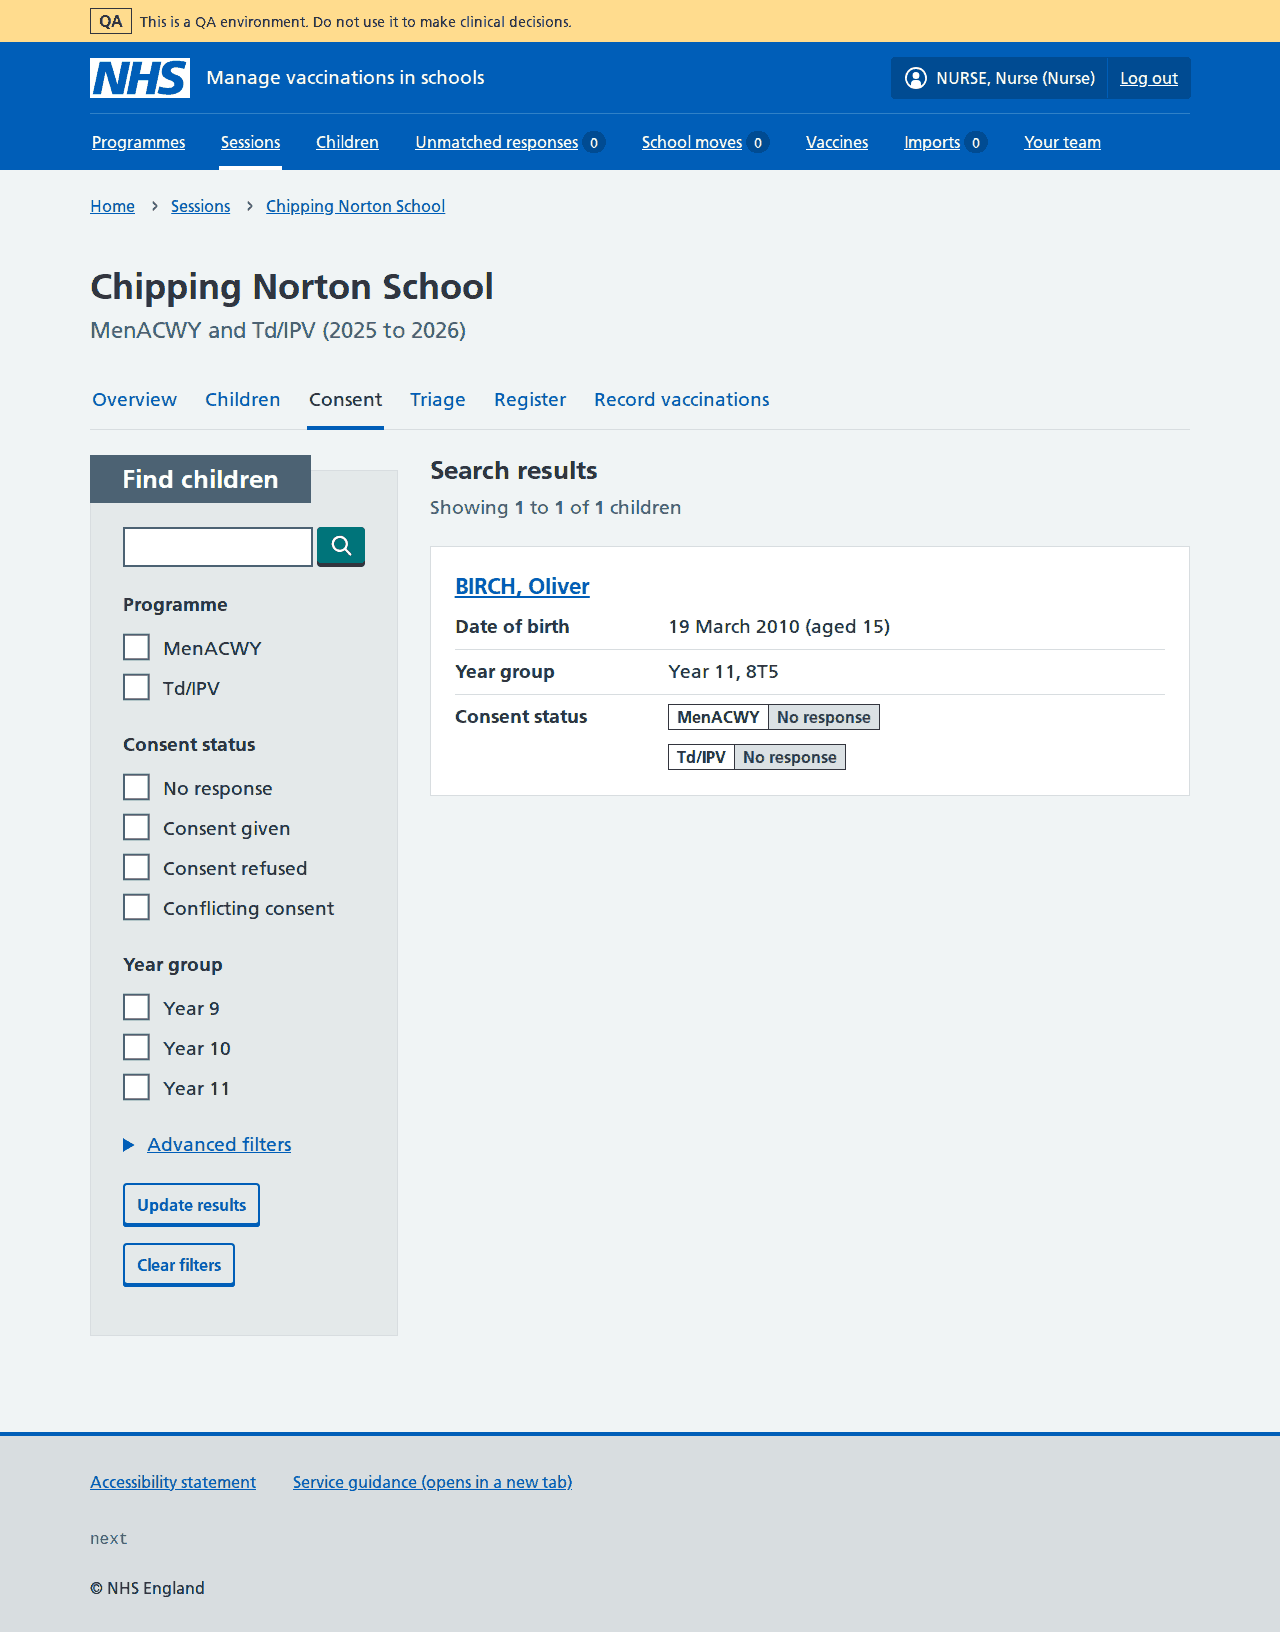 QA This is a QA environment. Do not use it to make clinical decisions.
NHS Manage vaccinations in schools NURSE, Nurse (Nurse) Log out
Programmes Sessions Children Unmatched responses 0 School moves 0 Vaccines Imports 0 Your team
Home Sessions Chipping Norton School
Chipping Norton School
MenACWY and Td/IPV (2025 to 2026)
Overview Children Consent Triage Register Record vaccinations
Find children
Programme
MenACWY
Td/IPV
Consent status
No response
Consent given
Consent refused
Conflicting consent
Year group
Year 9
Year 10
Year 11
Advanced filters
Update results
Clear filters
Search results
Showing 1 to 1 of 1 children
BIRCH, Oliver
Date of birth 19 March 2010 (aged 15)
Year group Year 11, 8T5
Consent status MenACWY No response
Td/IPV No response
Accessibility statement Service guidance (opens in a new tab)
next
© NHS England